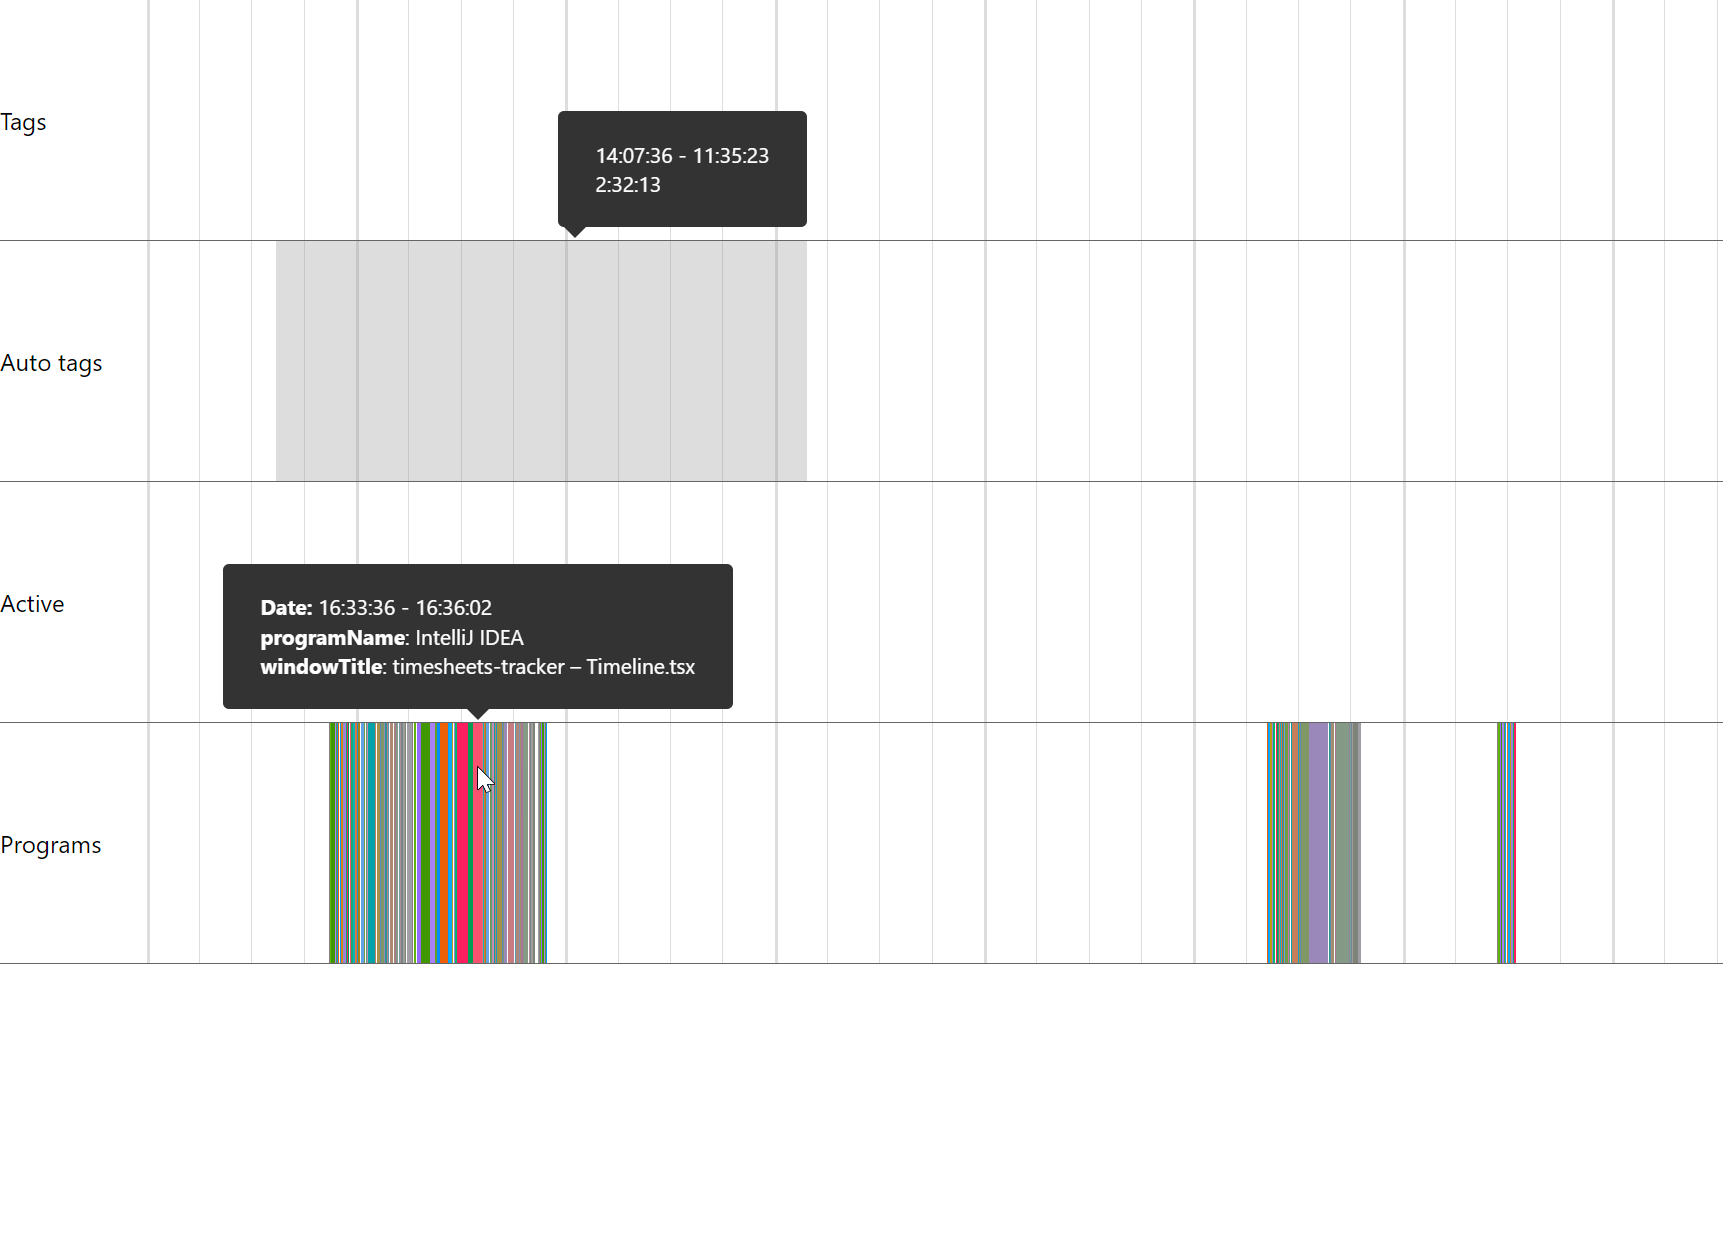 Tags
14:07:36 - 11:35:23
2:32:13
Auto tags
Active
Date: 16:33:36 - 16:36:02
programName: IntelliJ IDEA
windowTitle: timesheets-tracker – Timeline.tsx
Programs